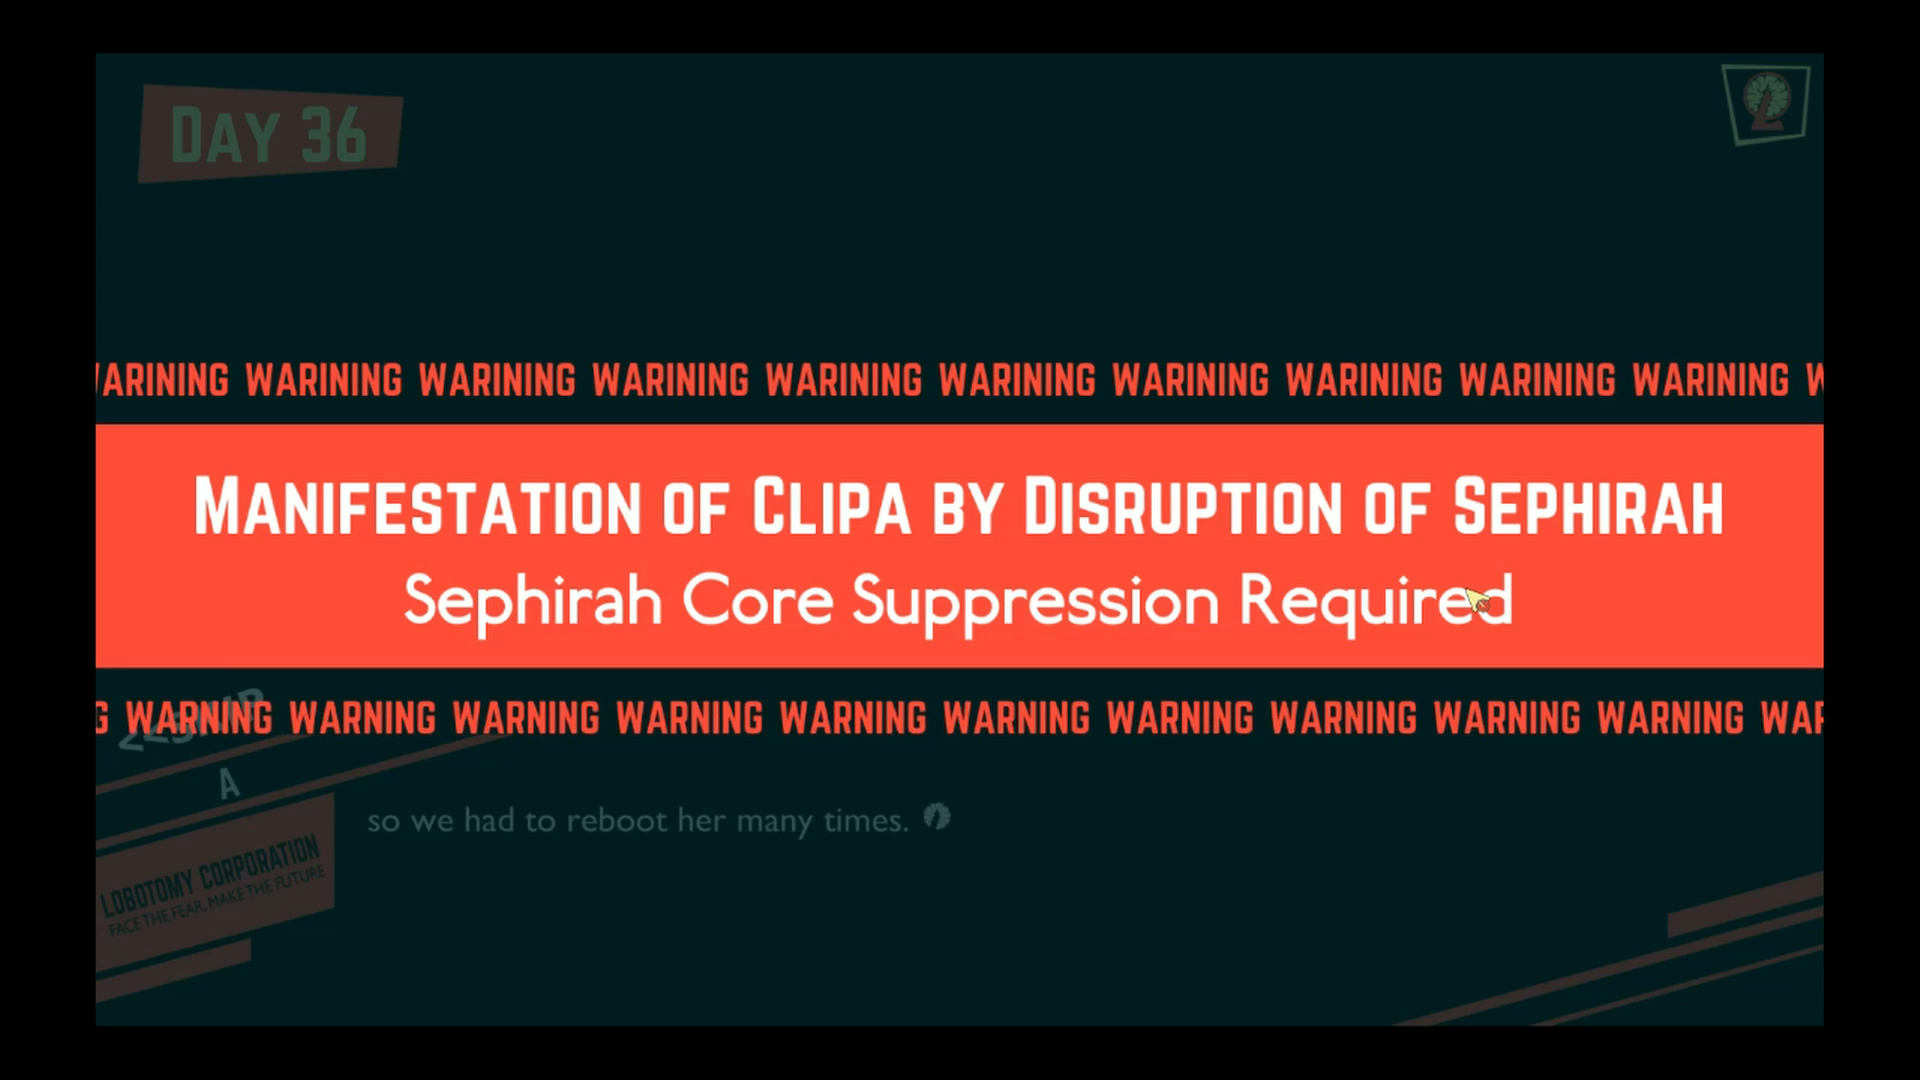 DAY 36
WARINING WARINING WARINING WARINING WARINING WARINING WARINING WARINING WARINING
MANIFESTATION OF CLIPA BY DISRUPTION OF SEPHIRAH
Sephirah Core Suppression Required
WARNING WARNING WARNING WARNING WARNING WARNING WARNING WARNING WARNING WARNING
<<SKIP
A
so we had to reboot her many times.
LOBOTOMY CORPORATION
FACE THE FEAR, MAKE THE FUTURE